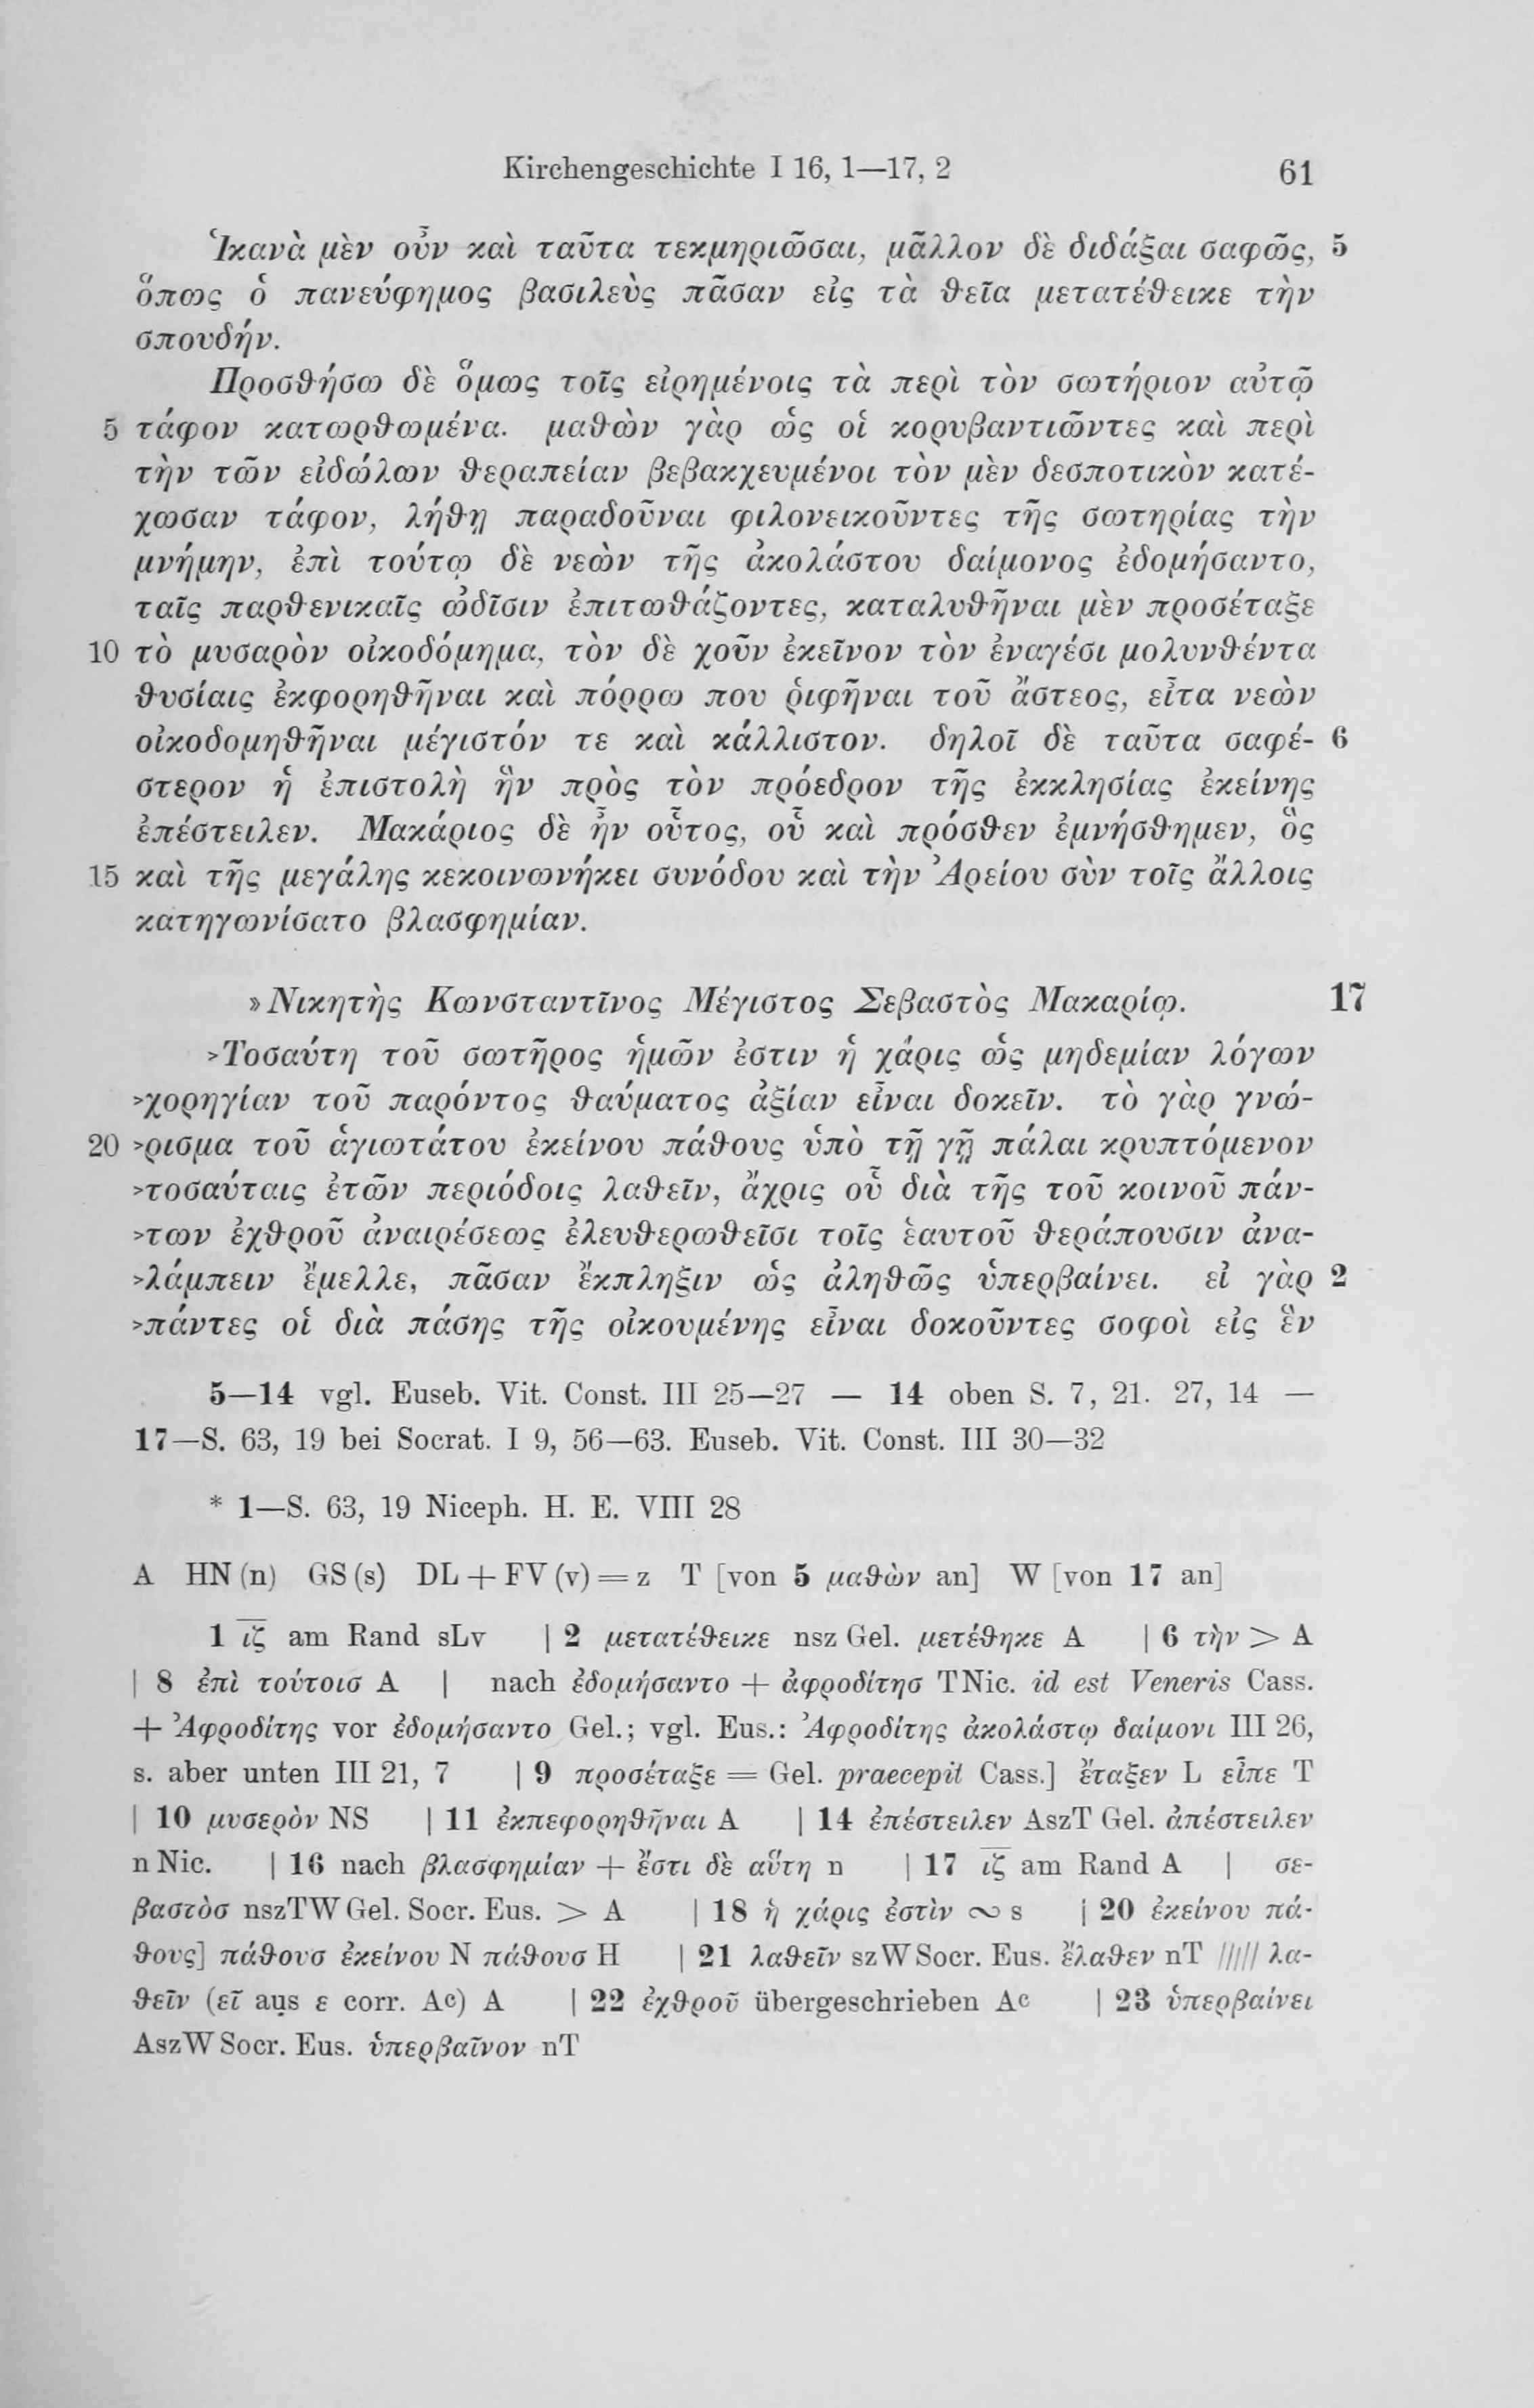 Kirchengeschichte I 16, 1—17, 2 61
Ἱκανὰ μὲν οὖν καὶ ταῦτα τεκμηριῶσαι, μᾶλλον δὲ διδάξαι σαφῶς, 5
ὅπως ὁ πανεύφημος βασιλεὺς πᾶσαν εἰς τὰ θεῖα μετατέθεικε τὴν
σπουδήν.
Προσθήσω δὲ ὅμως τοῖς εἰρημένοις τὰ περὶ τὸν σωτήριον αὐτῷ
5 τάφον κατωρθωμένα. μαθὼν γὰρ ὡς οἱ κορυβαντιῶντες καὶ περὶ
τὴν τῶν εἰδώλων θεραπείαν βεβακχευμένοι τὸν μὲν δεσποτικὸν κατέ-
χωσαν τάφον, λήθῃ παραδοῦναι φιλονεικοῦντες τῆς σωτηρίας τὴν
μνήμην, ἐπὶ τούτῳ δὲ νεὼν τῆς ἀκολάστου δαίμονος ἐδομήσαντο,
ταῖς παρθενικαῖς ὠδῖσιν ἐπιτωθάζοντες, καταλυθῆναι μὲν προσέταξε
10 τὸ μυσαρὸν οἰκοδόμημα, τὸν δὲ χοῦν ἐκεῖνον τὸν ἐναγέσι μολυνθέντα
θυσίαις ἐκφορηθῆναι καὶ πόρρω που ῥιφῆναι τοῦ ἄστεος, εἶτα νεὼν
οἰκοδομηθῆναι μέγιστόν τε καὶ κάλλιστον. δηλοῖ δὲ ταῦτα σαφέ- 6
στερον ἡ ἐπιστολὴ ἣν πρὸς τὸν πρόεδρον τῆς ἐκκλησίας ἐκείνης
ἐπέστειλεν. Μακάριος δὲ ἦν οὗτος, οὗ καὶ πρόσθεν ἐμνήσθημεν, ὃς
15 καὶ τῆς μεγάλης κεκοινωνήκει συνόδου καὶ τὴν Ἀρείου σὺν τοῖς ἄλλοις
κατηγωνίσατο βλασφημίαν.
»Νικητὴς Κωνσταντῖνος Μέγιστος Σεβαστὸς Μακαρίῳ. 17
>Τοσαύτη τοῦ σωτῆρος ἡμῶν ἐστιν ἡ χάρις ὡς μηδεμίαν λόγων
>χορηγίαν τοῦ παρόντος θαύματος ἀξίαν εἶναι δοκεῖν. τὸ γὰρ γνώ-
20 >ρισμα τοῦ ἁγιωτάτου ἐκείνου πάθους ὑπὸ τῇ γῇ πάλαι κρυπτόμενον
>τοσαύταις ἐτῶν περιόδοις λαθεῖν, ἄχρις οὗ διὰ τῆς τοῦ κοινοῦ πάν-
>των ἐχθροῦ ἀναιρέσεως ἐλευθερωθεῖσι τοῖς ἑαυτοῦ θεράπουσιν ἀνα-
>λάμπειν ἔμελλε, πᾶσαν ἔκπληξιν ὡς ἀληθῶς ὑπερβαίνει. εἰ γὰρ 2
>πάντες οἱ διὰ πάσης τῆς οἰκουμένης εἶναι δοκοῦντες σοφοὶ εἰς ἓν
5—14 vgl. Euseb. Vit. Const. III 25—27 — 14 oben S. 7, 21. 27, 14 —
17—S. 63, 19 bei Socrat. I 9, 56—63. Euseb. Vit. Const. III 30—32
* 1—S. 63, 19 Niceph. H. E. VIII 28
A HN(n) GS(s) DL+FV(v)=z T [von 5 μαθὼν an] W [von 17 an]
1 ιζ am Rand sLv | 2 μετατέθεικε nsz Gel. μετέθηκε A | 6 τὴν > A
| 8 ἐπὶ τούτοισ A | nach ἐδομήσαντο + ἀφροδίτησ TNic. id est Veneris Cass.
+ Ἀφροδίτης vor ἐδομήσαντο Gel.; vgl. Eus.: Ἀφροδίτης ἀκολάστῳ δαίμονι III 26,
s. aber unten III 21, 7 | 9 προσέταξε = Gel. praecepit Cass.] ἔταξεν L εἶπε T
| 10 μυσερὸν NS | 11 ἐκπεφορηθῆναι A | 14 ἐπέστειλεν AszT Gel. ἀπέστειλεν
n Nic. | 16 nach βλασφημίαν + ἔστι δὲ αὕτη n | 17 ιζ am Rand A | σε-
βαστὸσ nszTW Gel. Socr. Eus. > A | 18 ἡ χάρις ἐστὶν ∾ s | 20 ἐκείνου πά-
θους] πάθουσ ἐκείνου N πάθουσ H | 21 λαθεῖν szW Socr. Eus. ἔλαθεν nT ///// λα-
θεῖν (εῖ aus ε corr. Ac) A | 22 ἐχθροῦ übergeschrieben Ac | 23 ὑπερβαίνει
AszW Socr. Eus. ὑπερβαῖνον nT